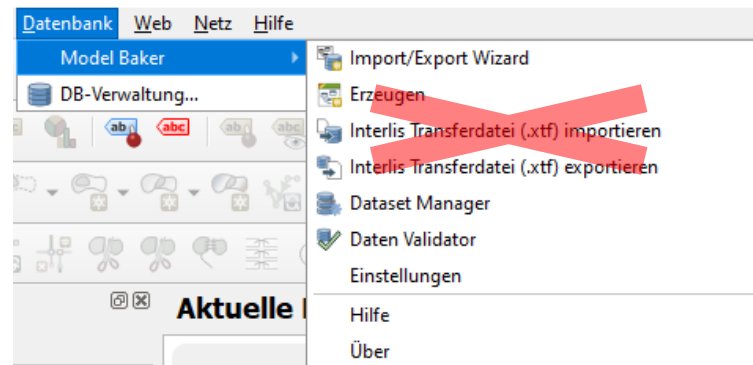 Datenbank Web Netz Hilfe
Model Baker
DB-Verwaltung...
Import/Export Wizard
Erzeugen
Interlis Transferdatei (.xtf) importieren
Interlis Transferdatei (.xtf) exportieren
Dataset Manager
Daten Validator
Einstellungen
Hilfe
Über
abc
Aktuelle